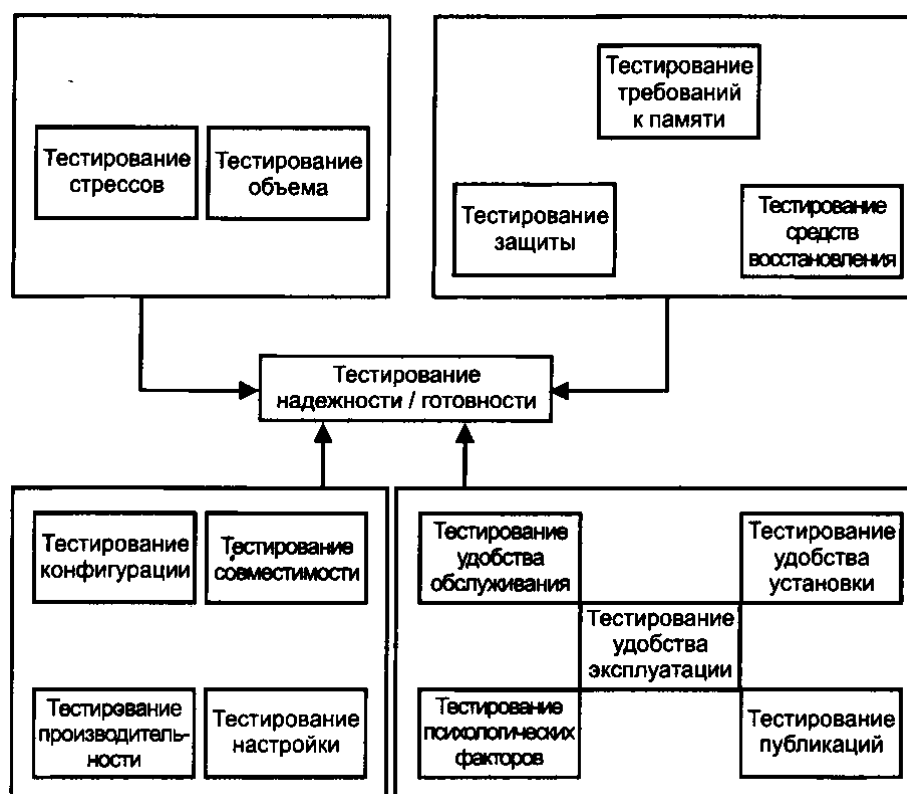 Тестирование
стрессов
Тестирование
объема
Тестирование
требований
к памяти
Тестирование
защиты
Тестирование
средств
восстановления
Тестирование
надежности / готовности
Тестирование
конфигурации
Тестирование
совместимости
Тестирование
производитель-
ности
Тестирование
настройки
Тестирование
удобства
обслуживания
Тестирование
удобства
установки
Тестирование
удобства
эксплуатации
Тестирование
психологических
факторов
Тестирование
публикаций